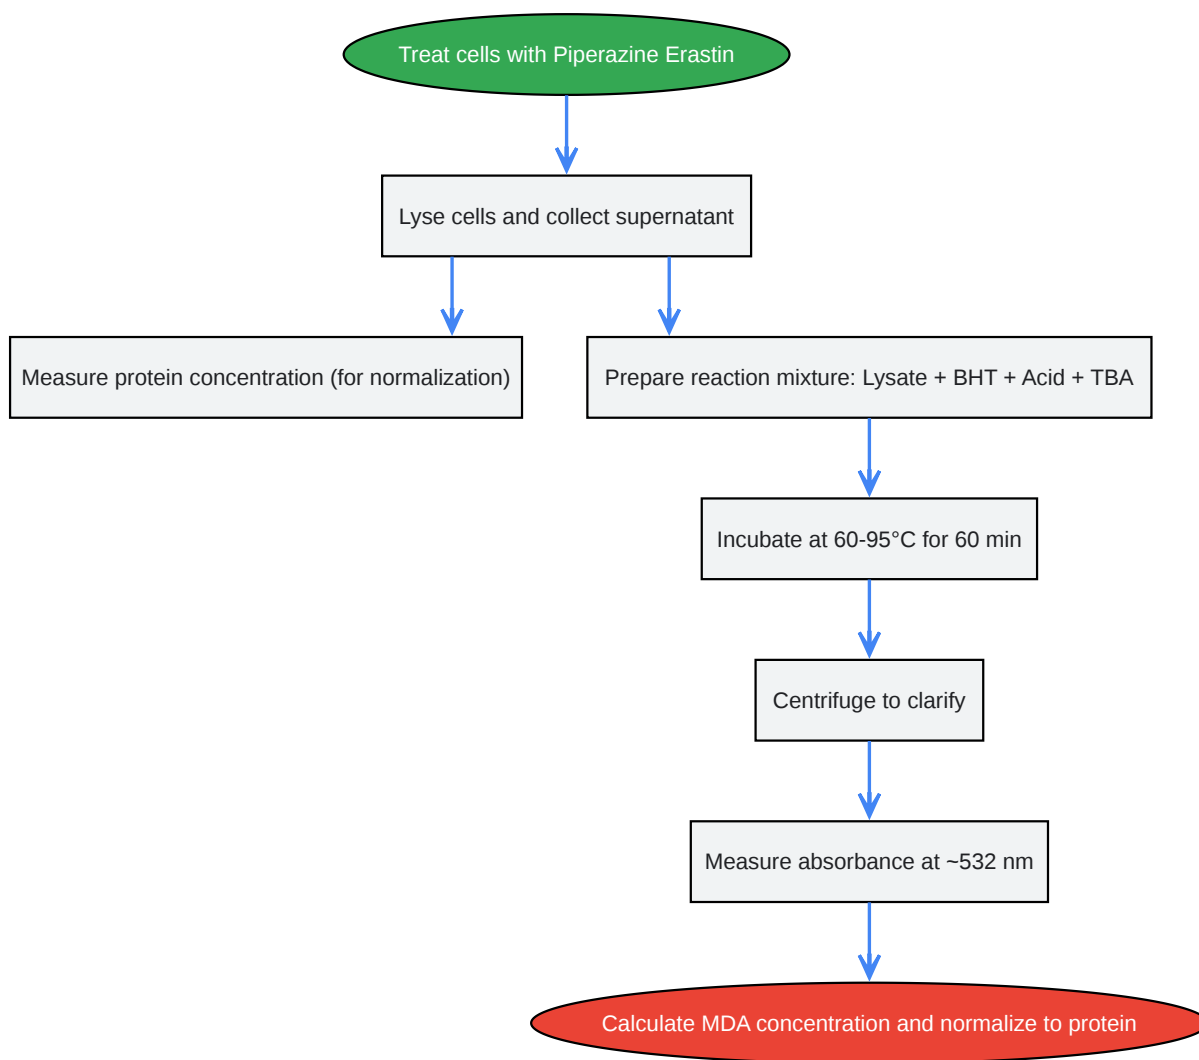 Treat cells with Piperazine Erastin
Lyse cells and collect supernatant
Measure protein concentration (for normalization)
Prepare reaction mixture: Lysate + BHT + Acid + TBA
Incubate at 60-95°C for 60 min
Centrifuge to clarify
Measure absorbance at ~532 nm
Calculate MDA concentration and normalize to protein